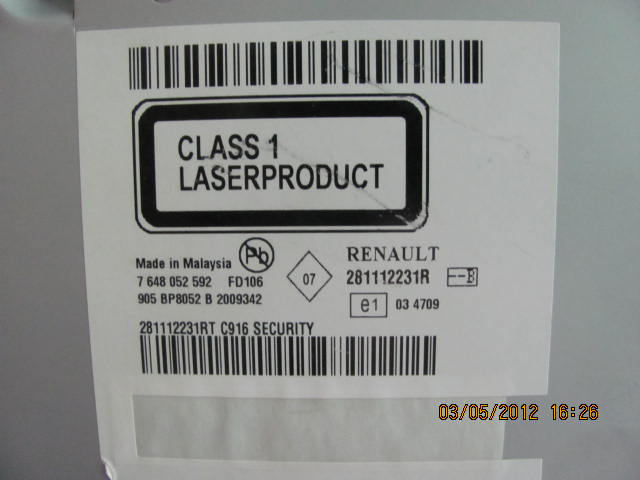 CLASS 1
LASERPRODUCT
Pb
RENAULT
Made in Malaysia
07
281112231R
7 648 052 592 FD106
905 BP8052 B 2009342
e1 03 4709
281112231RT C916 SECURITY
03/05/2012 16:26